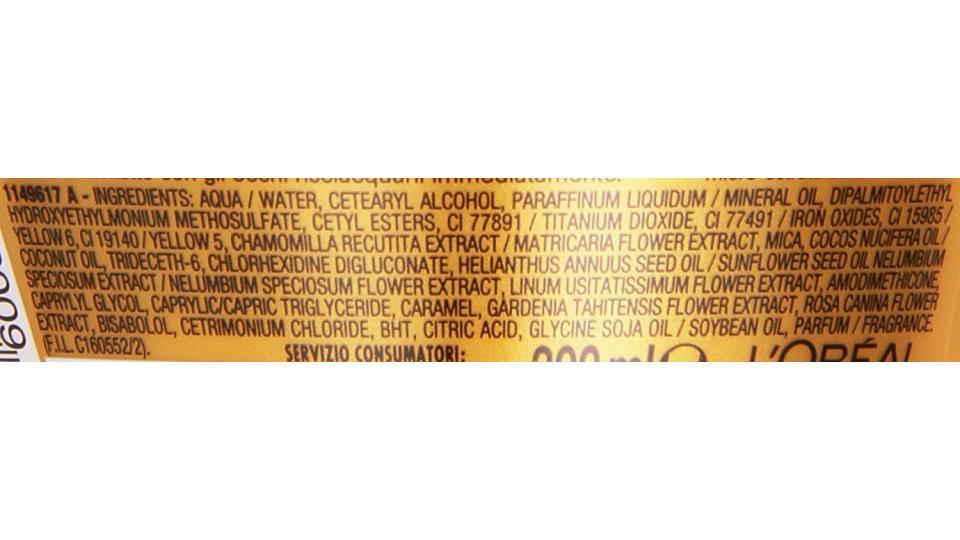 1149617 A - INGREDIENTS: AQUA / WATER, CETEARYL ALCOHOL, PARAFFINUM LIQUIDUM / MINERAL OIL, DIPALMITOYLETHYL
HYDROXYETHYLMONIUM METHOSULFATE, CETYL ESTERS, CI 77891 / TITANIUM DIOXIDE, CI 77491 / IRON OXIDES, CI 15985 /
YELLOW 6, CI 19140 / YELLOW 5, CHAMOMILLA RECUTITA EXTRACT / MATRICARIA FLOWER EXTRACT, MICA, COCOS NUCIFERA OIL /
COCONUT OIL, TRIDECETH-6, CHLORHEXIDINE DIGLUCONATE, HELIANTHUS ANNUUS SEED OIL / SUNFLOWER SEED OIL NELUMBIUM
SPECIOSUM EXTRACT / NELUMBIUM SPECIOSUM FLOWER EXTRACT, LINUM USITATISSIMUM FLOWER EXTRACT, AMODIMETHICONE,
CAPRYLYL GLYCOL, CAPRYLIC/CAPRIC TRIGLYCERIDE, CARAMEL, GARDENIA TAHITENSIS FLOWER EXTRACT, ROSA CANINA FLOWER
EXTRACT, BISABOLOL, CETRIMONIUM CHLORIDE, BHT, CITRIC ACID, GLYCINE SOJA OIL / SOYBEAN OIL, PARFUM / FRAGRANCE.
(F.I.L. C160552/2).
SERVIZIO CONSUMATORI: L'ORÉAL